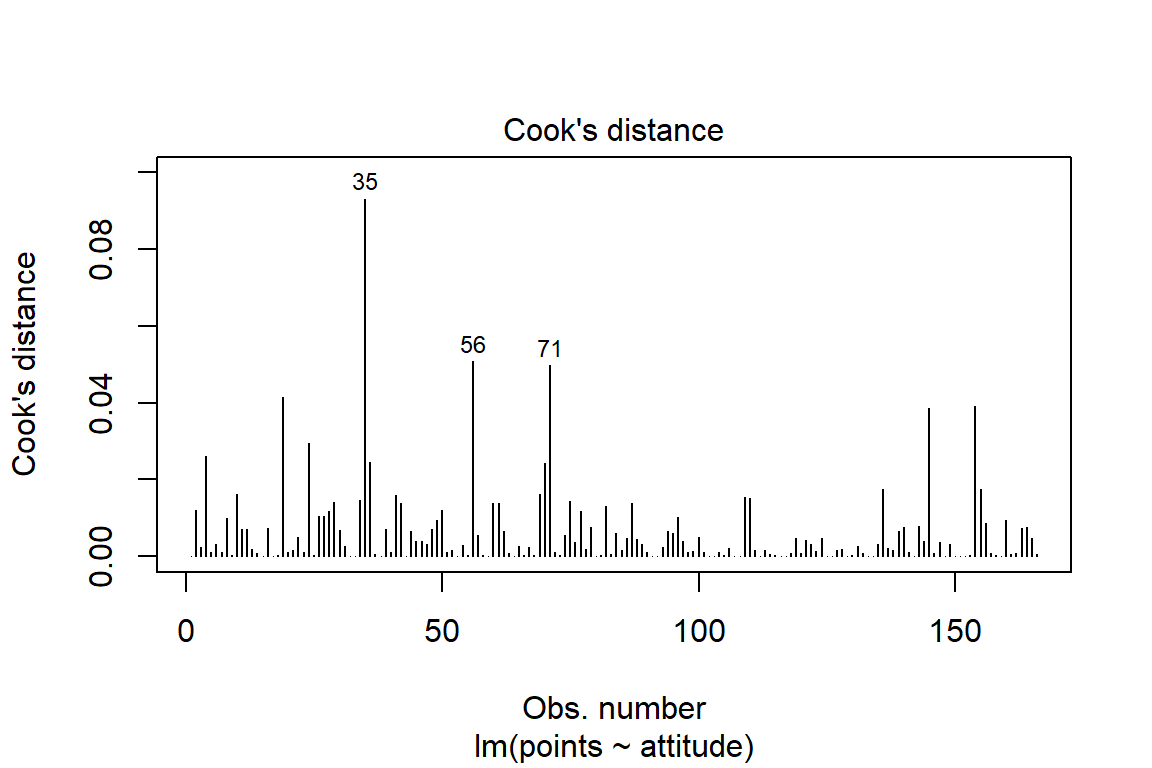 Cook's distance
35
56
71
Cook's distance
0.08
0.04
0.00
0
50
100
150
Obs. number
lm(points ~ attitude)